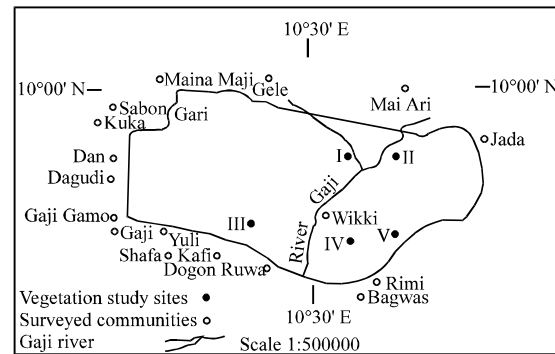 10°30' E
10°00' N
10°00' N
Maina Maji
Gele
Mai Ari
Sabon
Gari
Kuka
Jada
Dan
I
II
Dagudi
Gaji
Gaji Gamo
Wikki
III
Gaji
Yuli
IV
V
River
Shafa
Kafi
Dogon Ruwa
Rimi
Bagwas
Vegetation study sites
Surveyed communities
10°30' E
Gaji river
Scale 1:500000